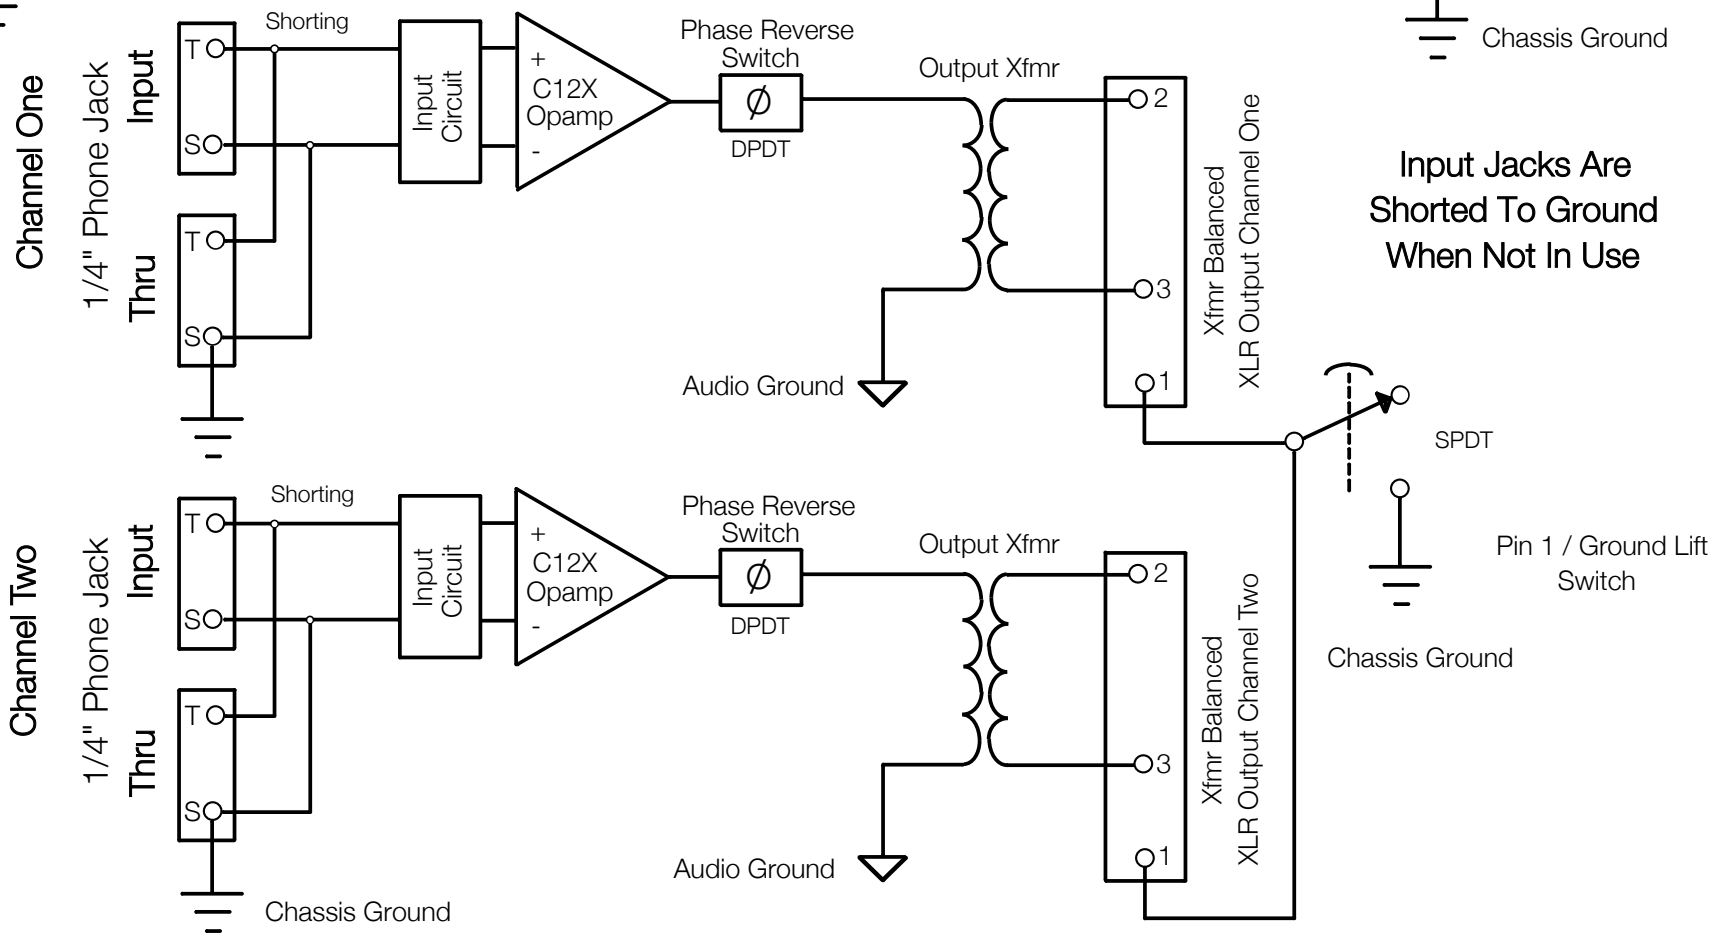 Channel One
1/4" Phone Jack
Input
Thru
T
S
T
S
Shorting
Input
Circuit
+
C12X
Opamp
-
Phase Reverse
Switch
Ø
DPDT
Output Xfmr
Audio Ground
2
3
1
Xfmr Balanced
XLR Output Channel One
Chassis Ground
Input Jacks Are
Shorted To Ground
When Not In Use
SPDT
Pin 1 / Ground Lift
Switch
Chassis Ground
Channel Two
1/4" Phone Jack
Input
Thru
T
S
T
S
Shorting
Input
Circuit
+
C12X
Opamp
-
Phase Reverse
Switch
Ø
DPDT
Output Xfmr
Audio Ground
2
3
1
Xfmr Balanced
XLR Output Channel Two
Chassis Ground